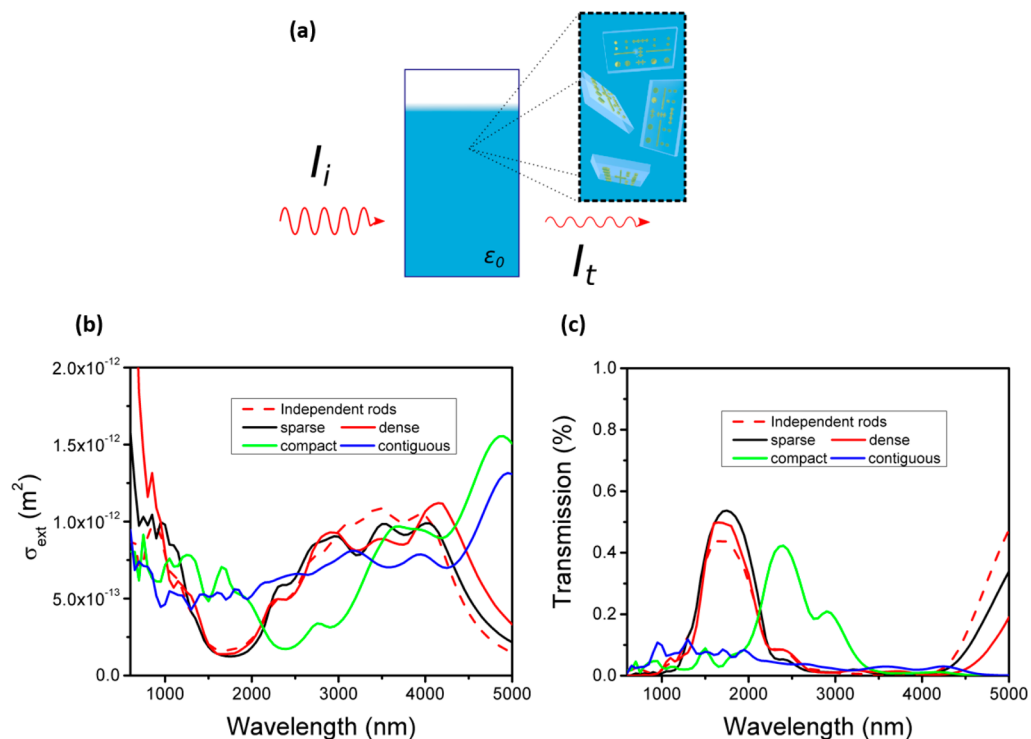 (a)
I_i
ε_0
I_t
(b)
σ_ext (m²)
2.0x10⁻¹²
1.5x10⁻¹²
1.0x10⁻¹²
5.0x10⁻¹³
0.0
Independent rods
sparse dense
compact contiguous
1000 2000 3000 4000 5000
Wavelength (nm)
(c)
Transmission (%)
1.0
0.8
0.6
0.4
0.2
0.0
Independent rods
sparse dense
compact contiguous
1000 2000 3000 4000 5000
Wavelength (nm)